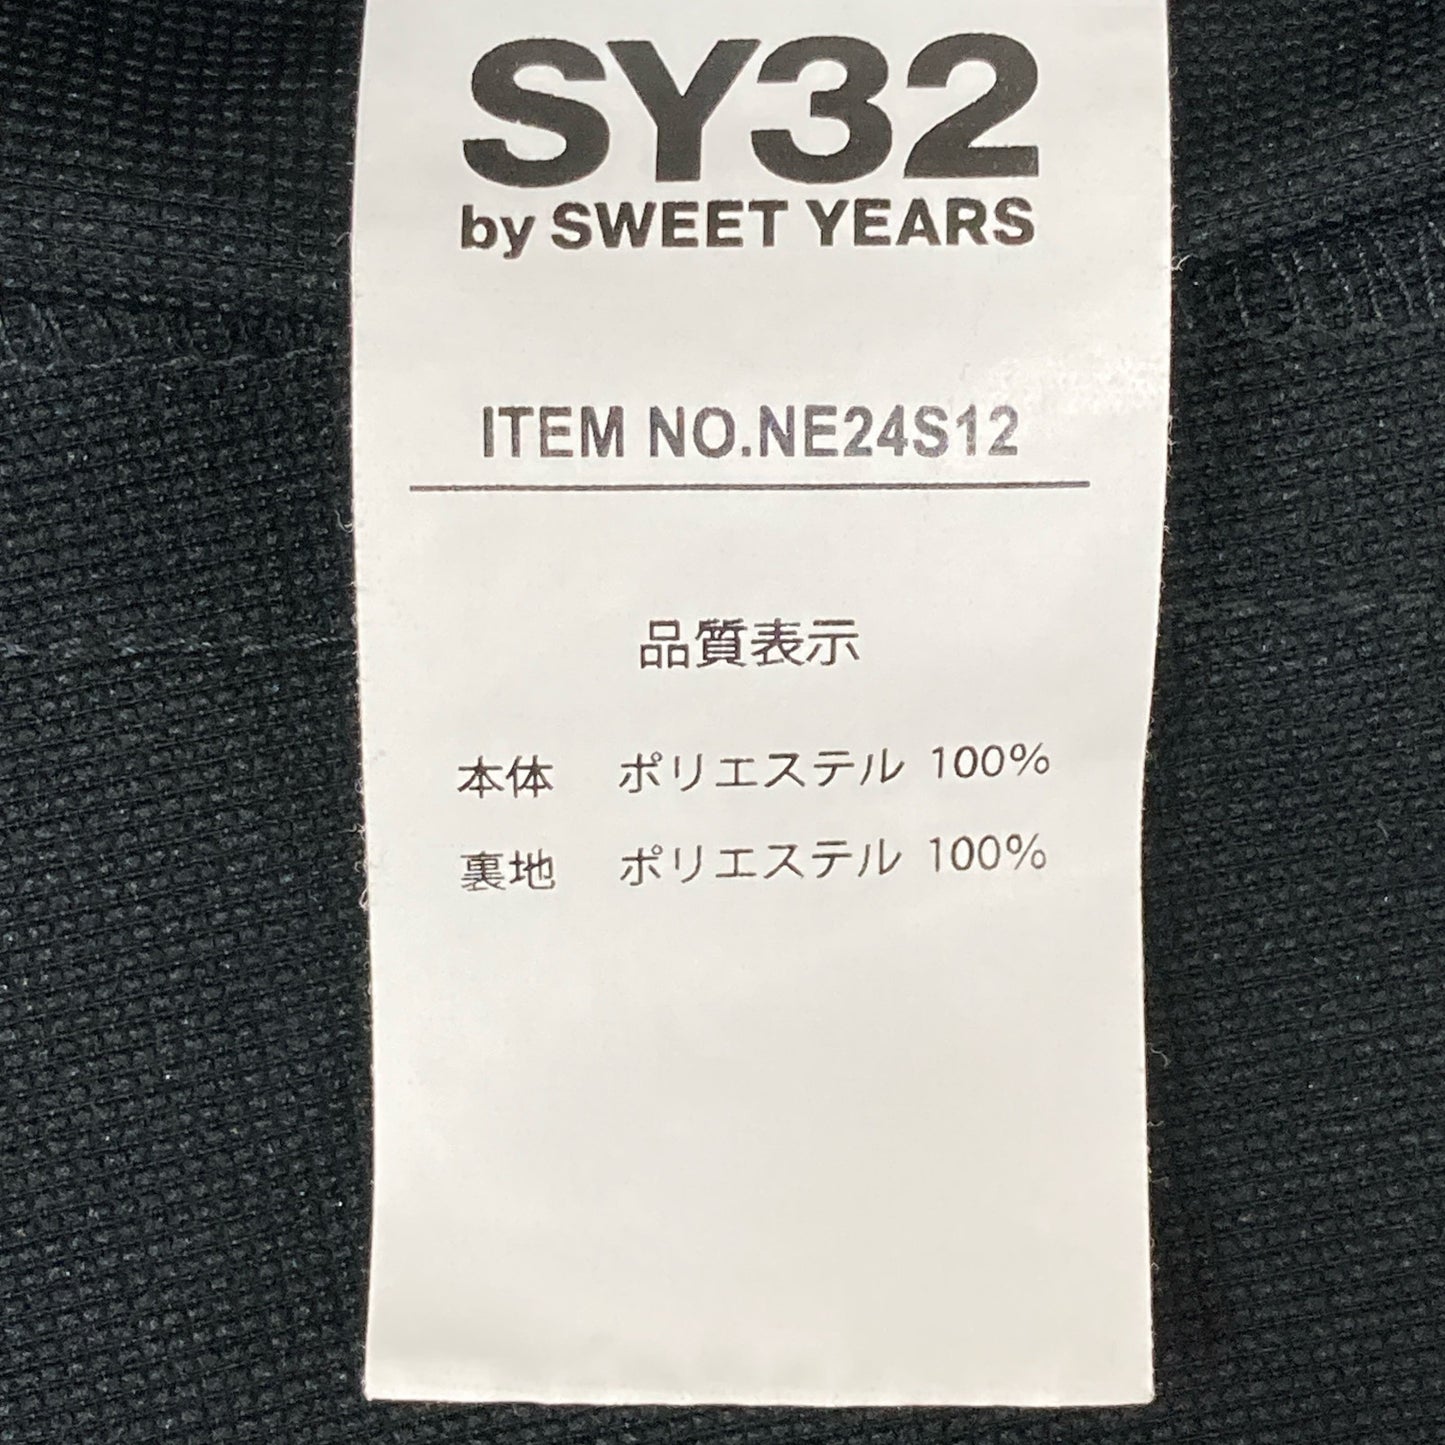 SY32
by SWEET YEARS
ITEM NO.NE24S12
品質表示
本体 ポリエステル 100%
裏地 ポリエステル 100%